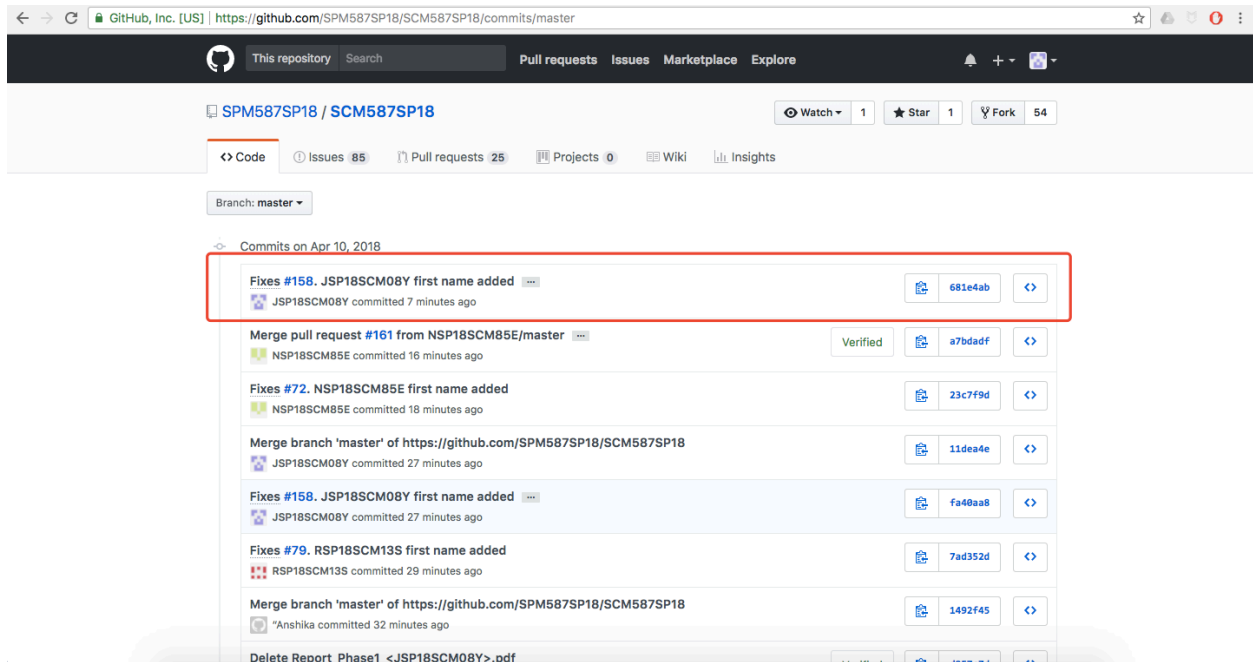 GitHub, Inc. [US] https://github.com/SPM587SP18/SCM587SP18/commits/master
This repository Search Pull requests Issues Marketplace Explore
SPM587SP18 / SCM587SP18 Watch 1 Star 1 Fork 54
Code Issues 85 Pull requests 25 Projects 0 Wiki Insights
Branch: master
Commits on Apr 10, 2018
Fixes #158. JSP18SCM08Y first name added …
JSP18SCM08Y committed 7 minutes ago 681e4ab
Merge pull request #161 from NSP18SCM85E/master …
NSP18SCM85E committed 16 minutes ago Verified a7bdadf
Fixes #72. NSP18SCM85E first name added
NSP18SCM85E committed 18 minutes ago 23c7f9d
Merge branch 'master' of https://github.com/SPM587SP18/SCM587SP18
JSP18SCM08Y committed 27 minutes ago 11dea4e
Fixes #158. JSP18SCM08Y first name added …
JSP18SCM08Y committed 27 minutes ago fa40aa8
Fixes #79. RSP18SCM13S first name added
RSP18SCM13S committed 29 minutes ago 7ad352d
Merge branch 'master' of https://github.com/SPM587SP18/SCM587SP18
"Anshika committed 32 minutes ago 1492f45
Delete Report_Phase1_<JSP18SCM08Y>.pdf